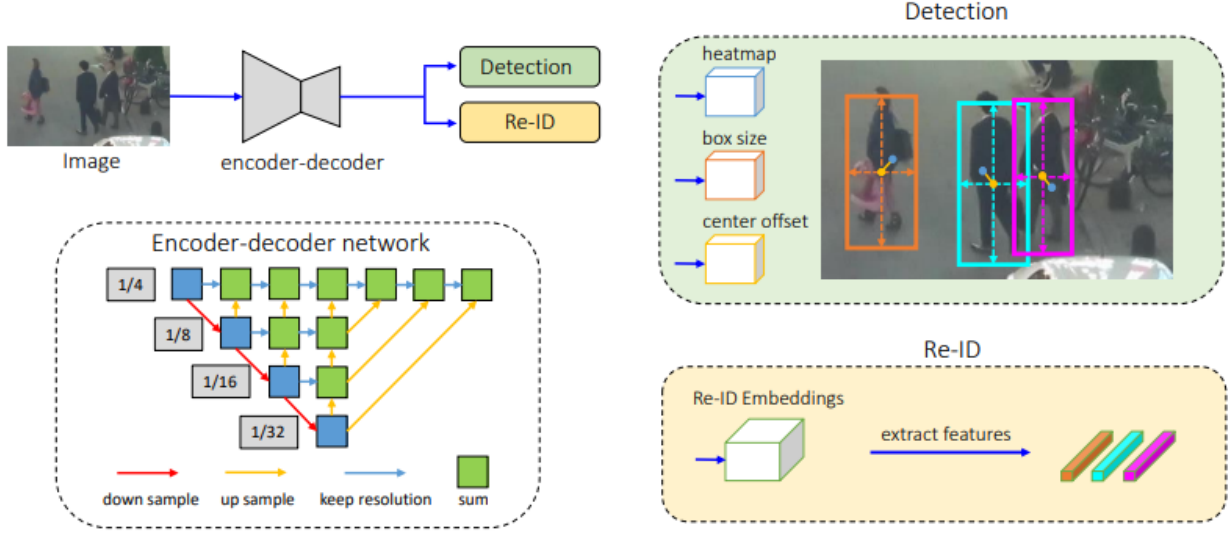 Image
encoder-decoder
Detection
Re-ID
Encoder-decoder network
1/4
1/8
1/16
1/32
down sample
up sample
keep resolution
sum
Detection
heatmap
box size
center offset
Re-ID
Re-ID Embeddings
extract features